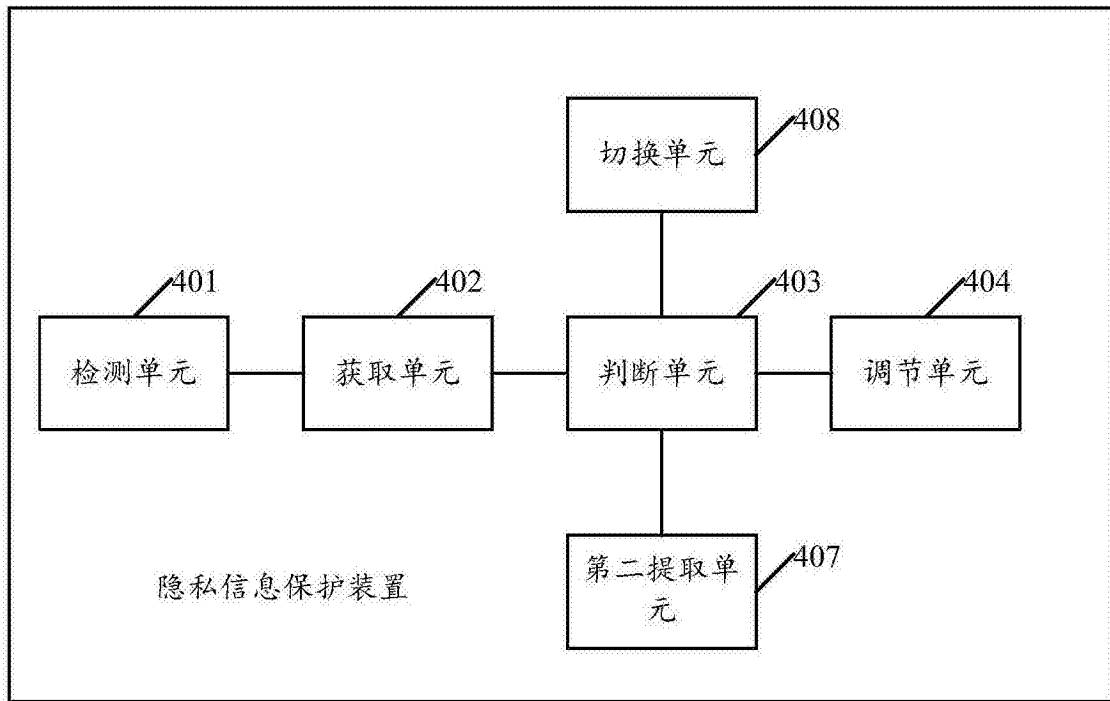 408
切换单元
401
402
403
404
检测单元
获取单元
判断单元
调节单元
407
第二提取单
元
隐私信息保护装置